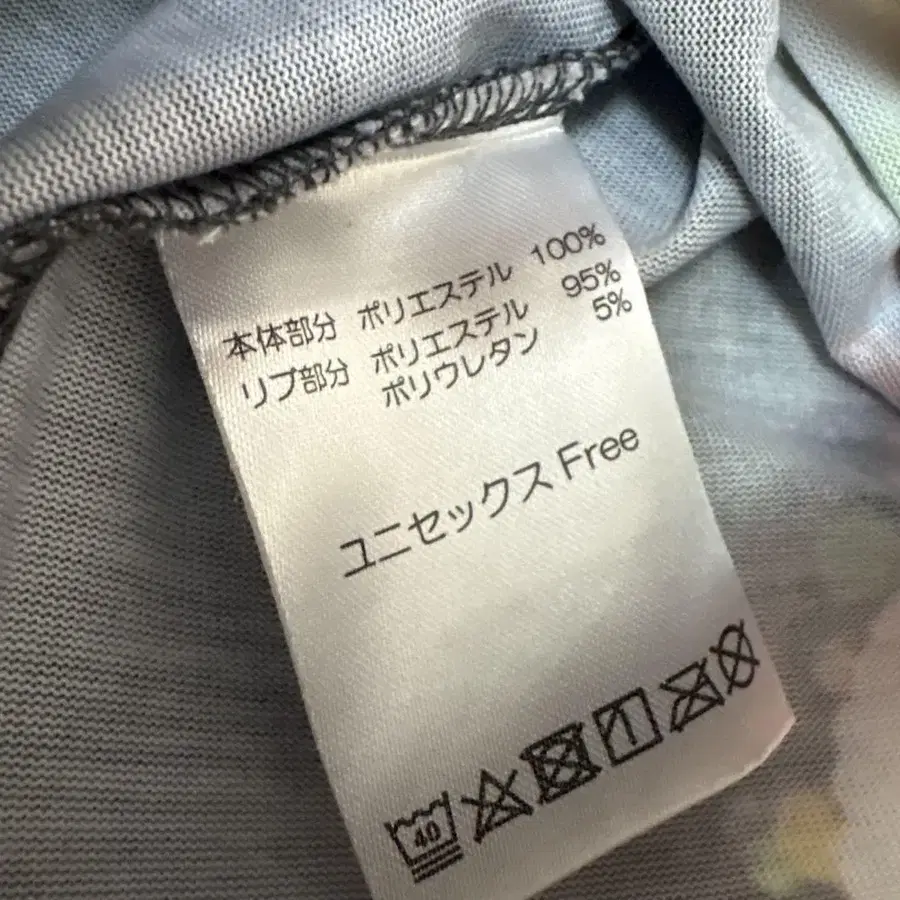 本体部分 ポリエステル 100%
リブ部分 ポリエステル 95%
ポリウレタン 5%
ユニセックス Free
40